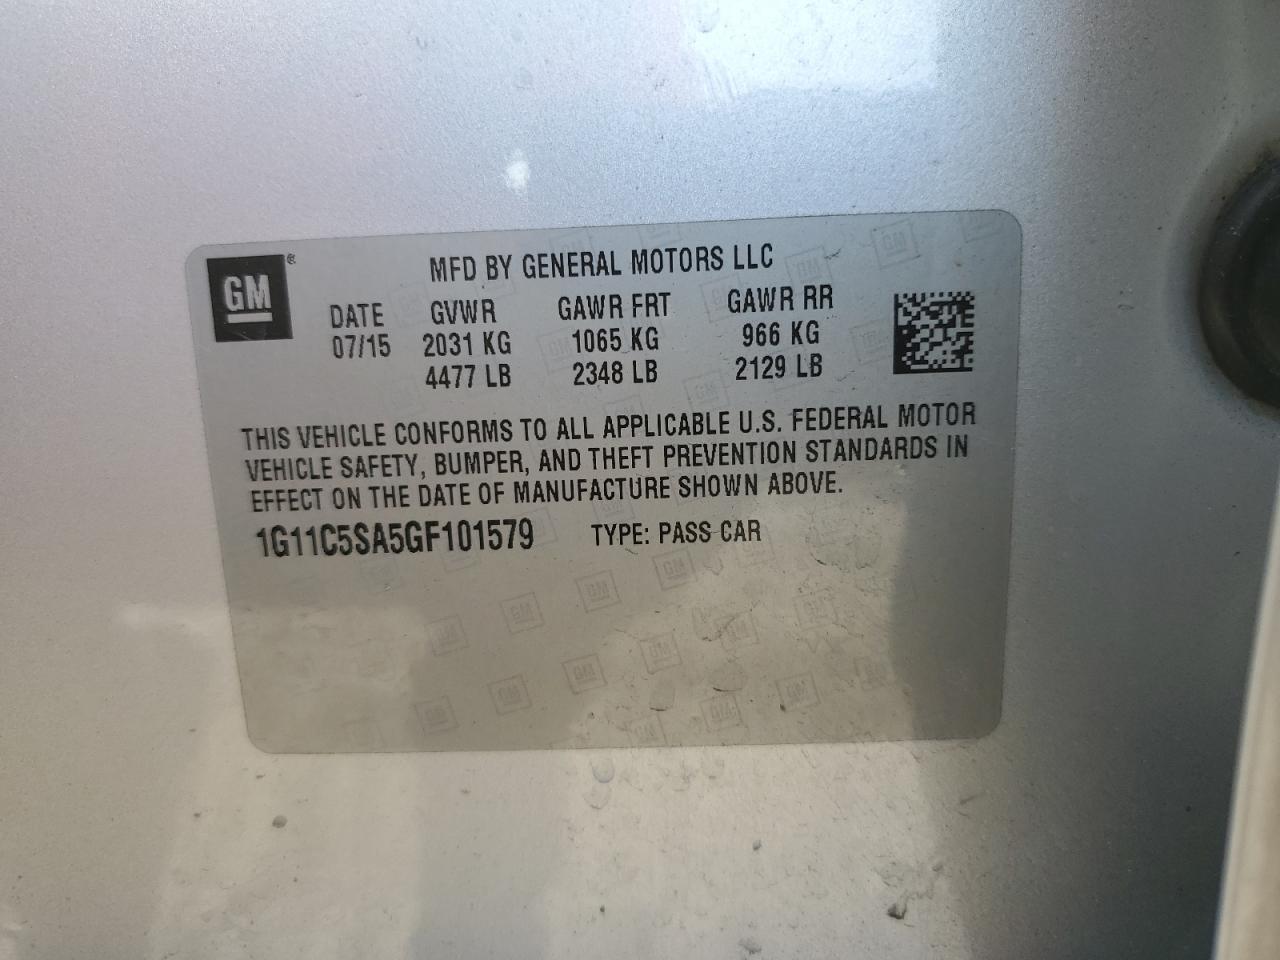 GM®
MFD BY GENERAL MOTORS LLC
DATE GVWR GAWR FRT GAWR RR
07/15 2031 KG 1065 KG 966 KG
4477 LB 2348 LB 2129 LB
THIS VEHICLE CONFORMS TO ALL APPLICABLE U.S. FEDERAL MOTOR
VEHICLE SAFETY, BUMPER, AND THEFT PREVENTION STANDARDS IN
EFFECT ON THE DATE OF MANUFACTURE SHOWN ABOVE.
1G11C5SA5GF101579 TYPE: PASS CAR